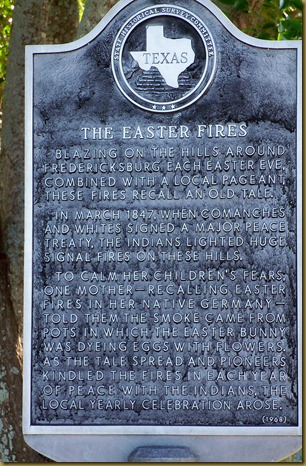 STATE HISTORICAL SURVEY COMMITTEE
TEXAS
THE EASTER FIRES
BLAZING ON THE HILLS AROUND
FREDERICKSBURG EACH EASTER EVE,
COMBINED WITH A LOCAL PAGEANT,
THESE FIRES RECALL AN OLD TALE.
IN MARCH 1847, WHEN COMANCHES
AND WHITES SIGNED A MAJOR PEACE
TREATY, THE INDIANS LIGHTED HUGE
SIGNAL FIRES ON THESE HILLS.
TO CALM HER CHILDREN'S FEARS,
ONE MOTHER—RECALLING EASTER
FIRES IN HER NATIVE GERMANY—
TOLD THEM THE SMOKE CAME FROM
POTS IN WHICH THE EASTER BUNNY
WAS DYEING EGGS WITH FLOWERS.
AS THE TALE SPREAD AND PIONEERS
KINDLED THE FIRES IN EACH YEAR
OF PEACE WITH THE INDIANS, THE
LOCAL YEARLY CELEBRATION AROSE.
(1968)